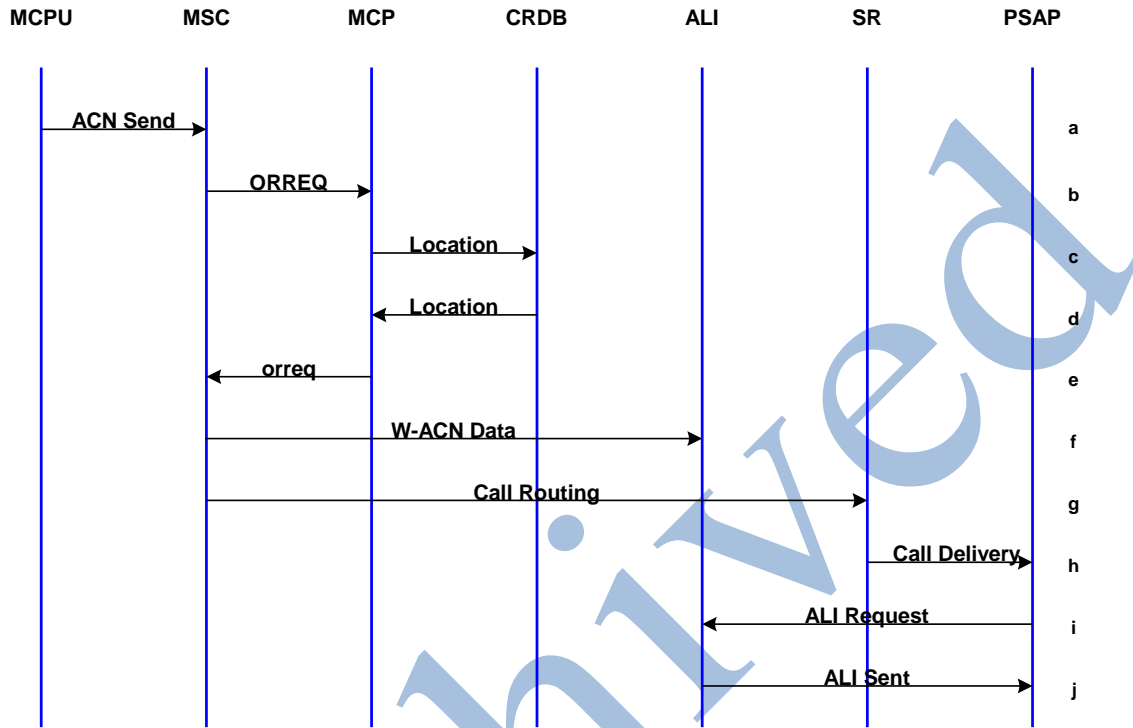 MCPU MSC MCP CRDB ALI SR PSAP
ACN Send a
ORREQ b
Location c
Location d
orreq e
W-ACN Data f
Call Routing g
Call Delivery h
ALI Request i
ALI Sent j
hived